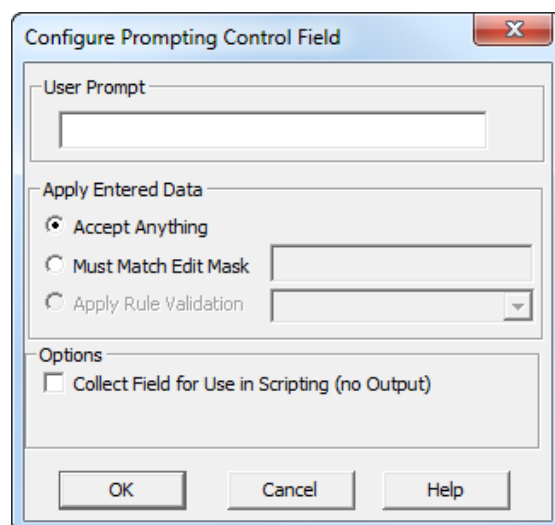 Configure Prompting Control Field
User Prompt
Apply Entered Data
Accept Anything
Must Match Edit Mask
Apply Rule Validation
Options
Collect Field for Use in Scripting (no Output)
OK Cancel Help